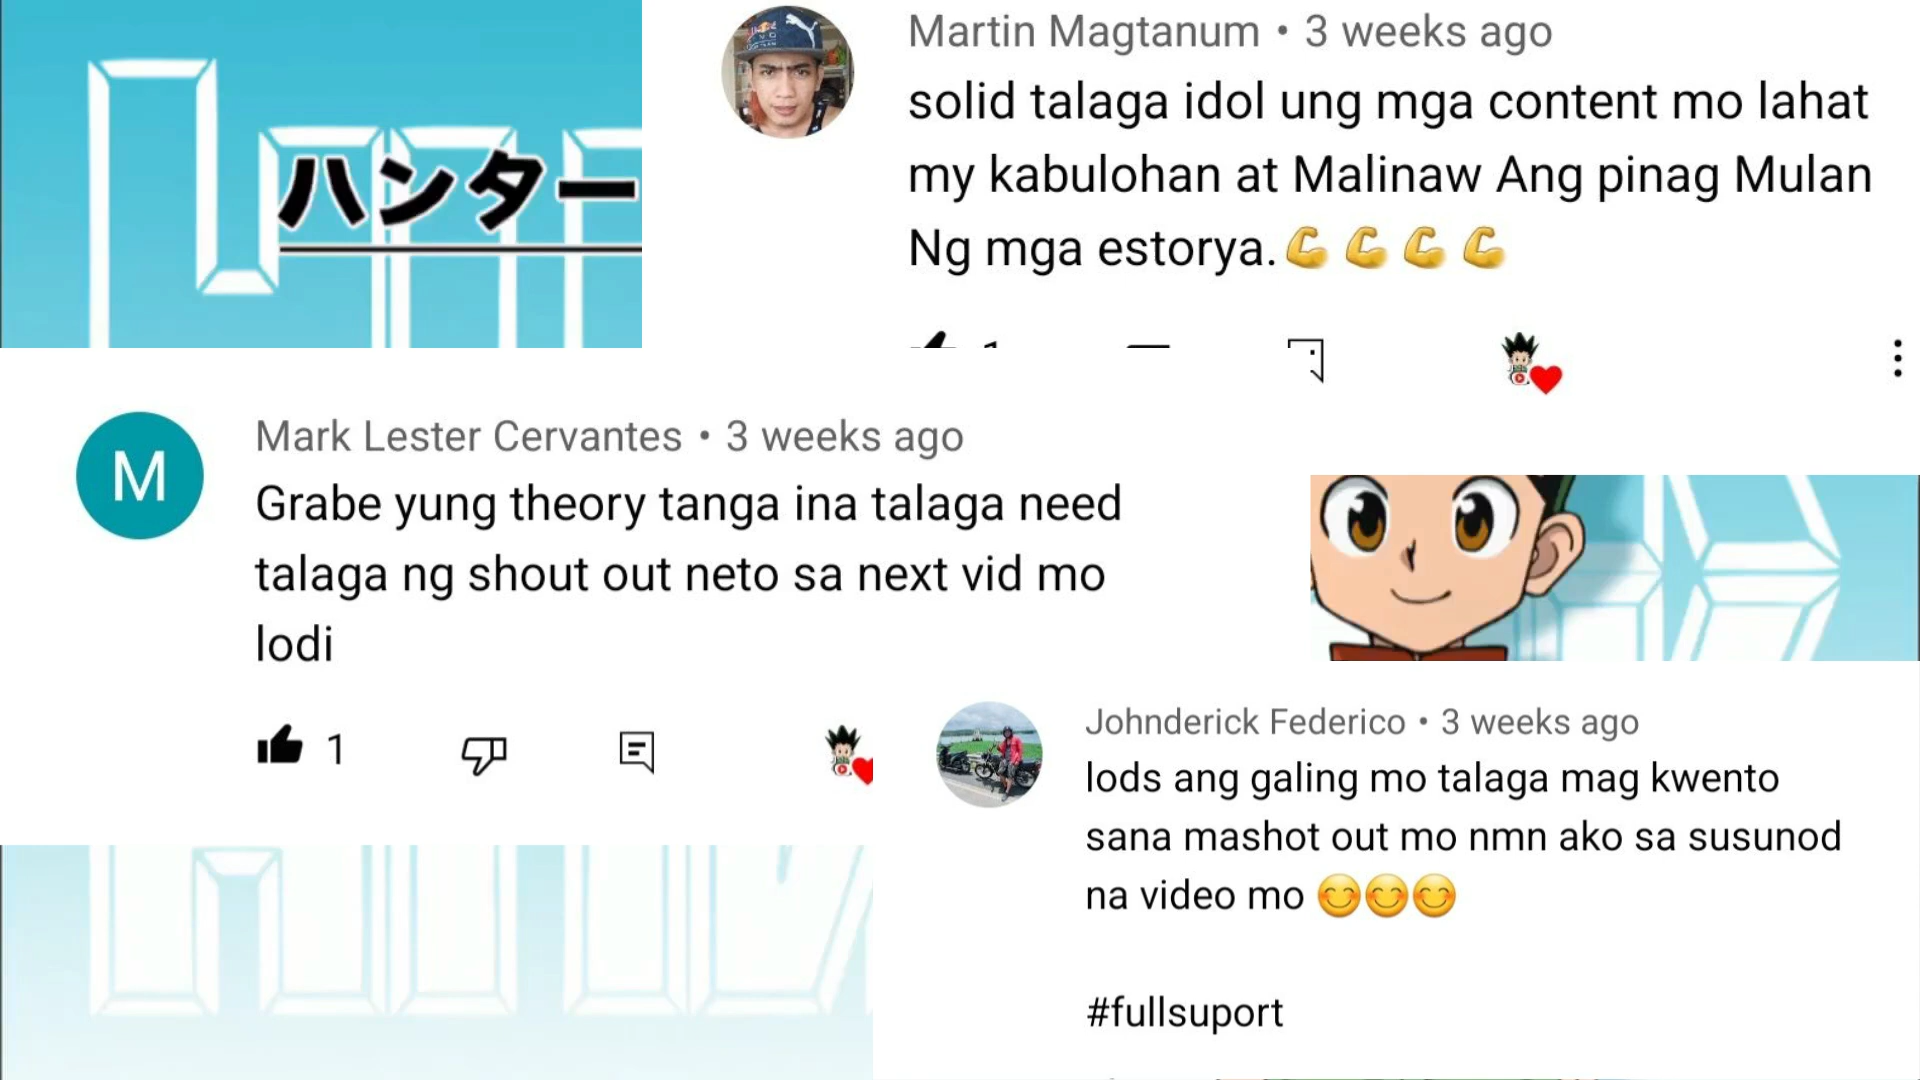 ハンター
Martin Magtanum • 3 weeks ago
solid talaga idol ung mga content mo lahat
my kabulohan at Malinaw Ang pinag Mulan
Ng mga estorya.💪💪💪💪
M
Mark Lester Cervantes • 3 weeks ago
Grabe yung theory tanga ina talaga need
talaga ng shout out neto sa next vid mo
lodi
1
Johnderick Federico • 3 weeks ago
lods ang galing mo talaga mag kwento
sana mashot out mo nmn ako sa susunod
na video mo 😊😊😊
#fullsuport